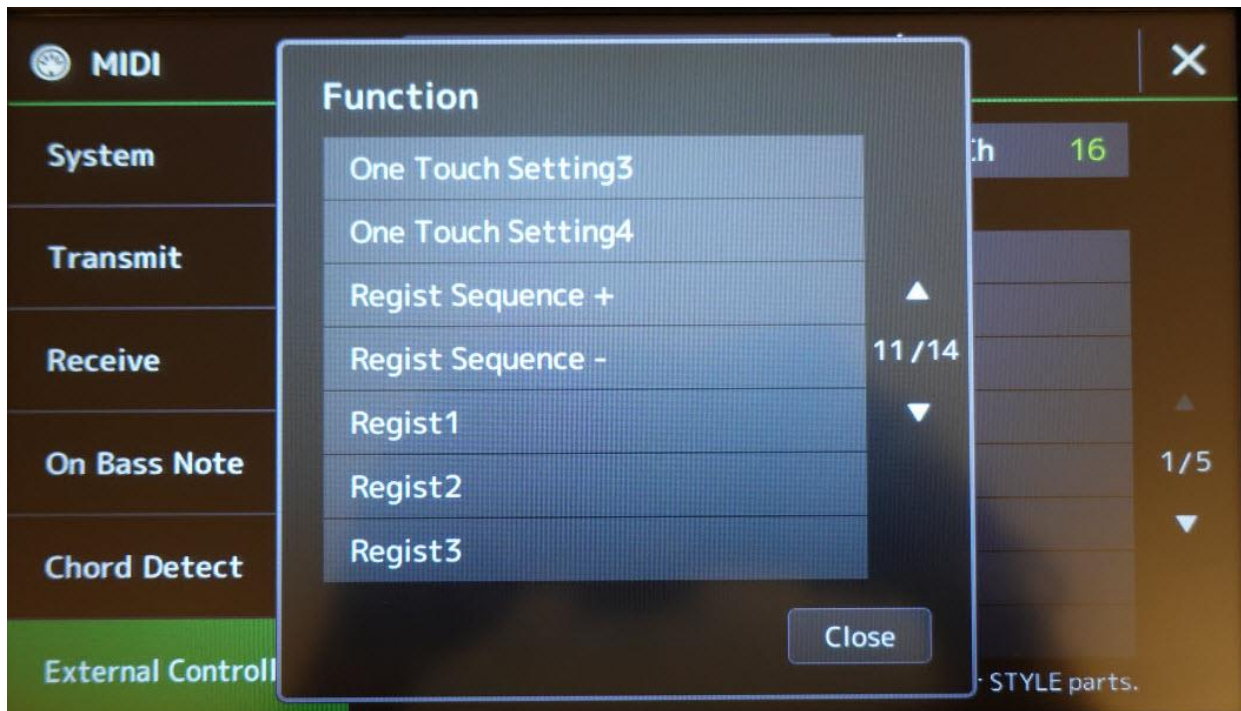 MIDI
Function
System
Ch 16
One Touch Setting3
One Touch Setting4
Transmit
Regist Sequence +
Regist Sequence -
11/14
Receive
Regist1
On Bass Note
1/5
Regist2
Regist3
Chord Detect
Close
External Controll
STYLE parts.